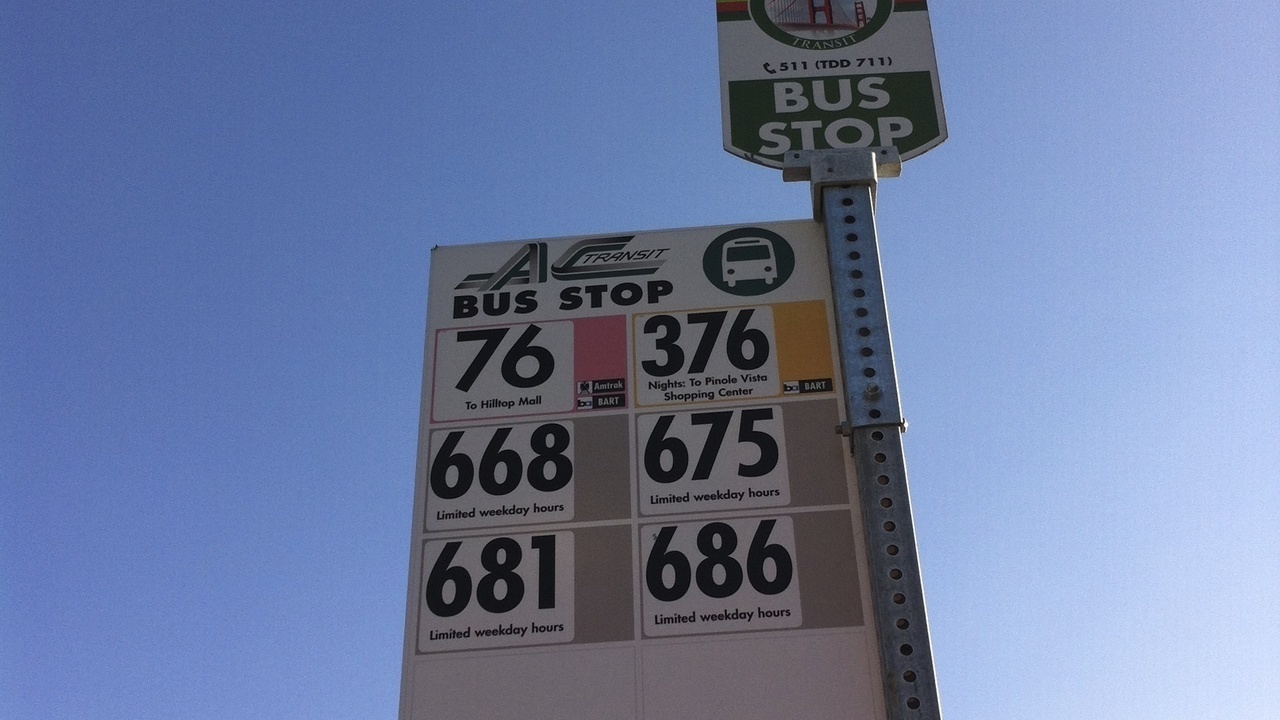 TRANSIT
511 (TDD 711)
BUS
STOP
AC TRANSIT
BUS STOP
76
To Hilltop Mall
Amtrak
BART
376
Nights: To Pinole Vista
Shopping Center
BART
668
Limited weekday hours
675
Limited weekday hours
681
Limited weekday hours
686
Limited weekday hours